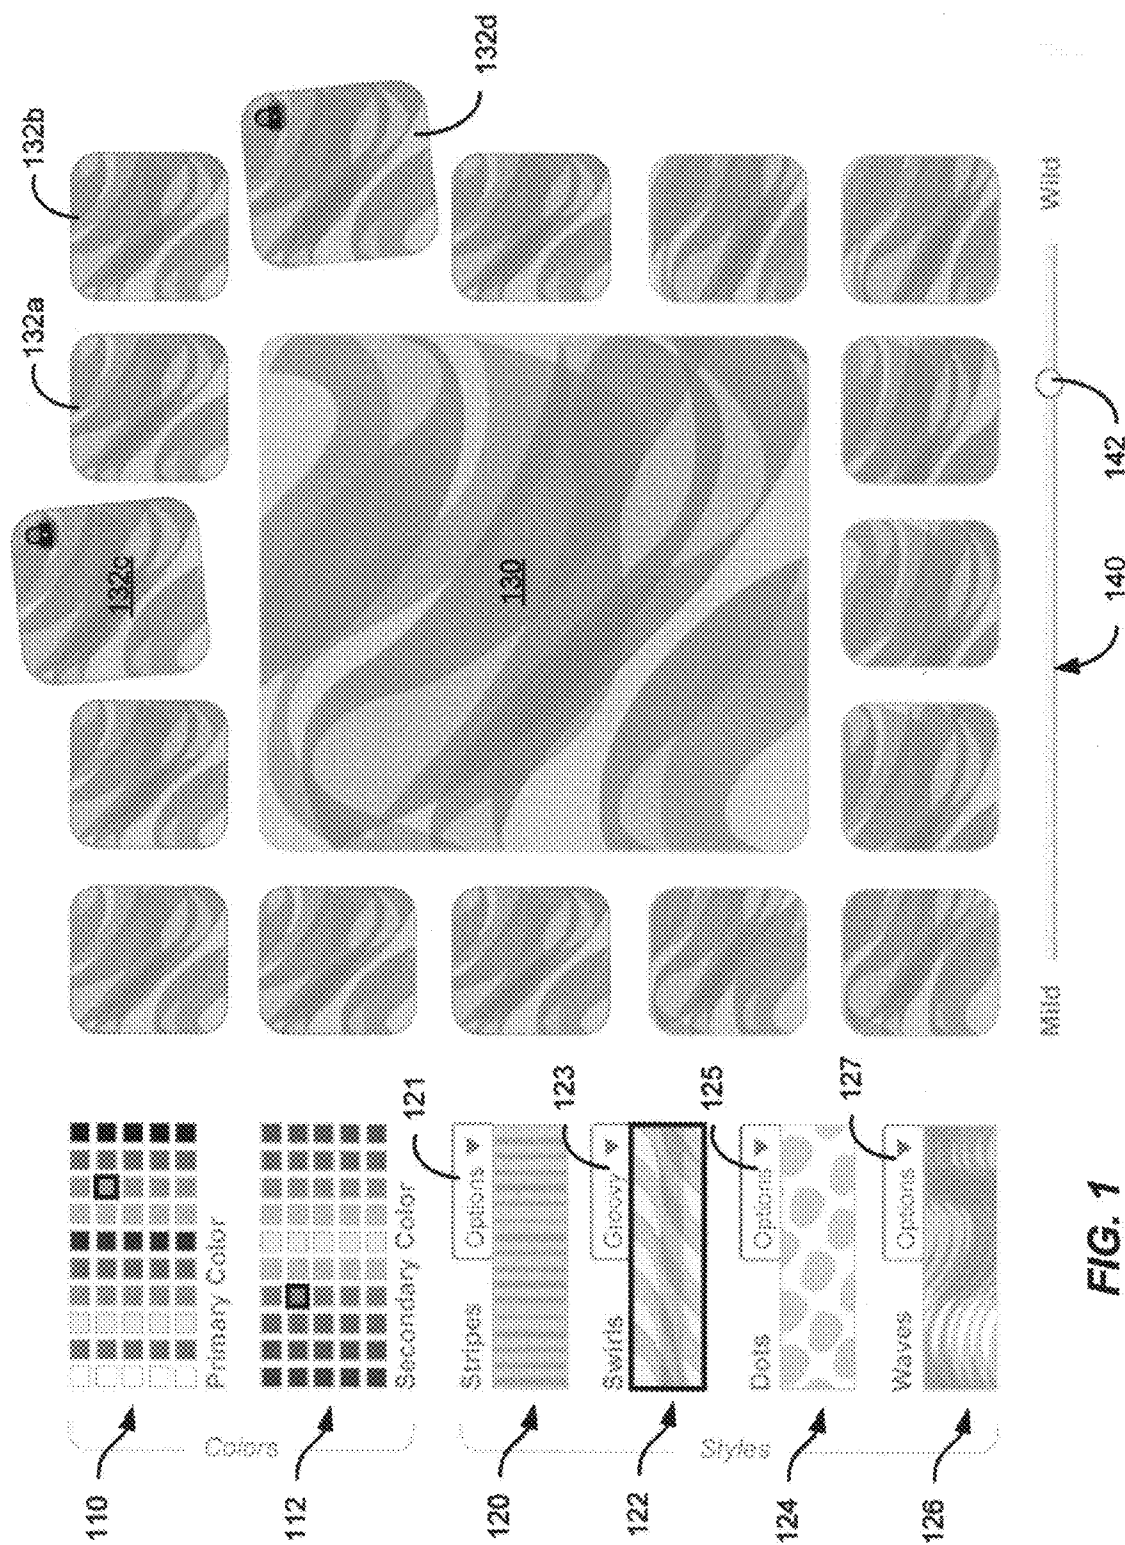 110
Colors
Primary Color
112
Secondary Color
120
Styles
Stripes
Options
121
122
Swirls
Groovy
123
124
Dots
Options
125
126
Waves
Options
127
132a
132b
132c
132d
130
Mild
Wild
140
142
FIG. 1